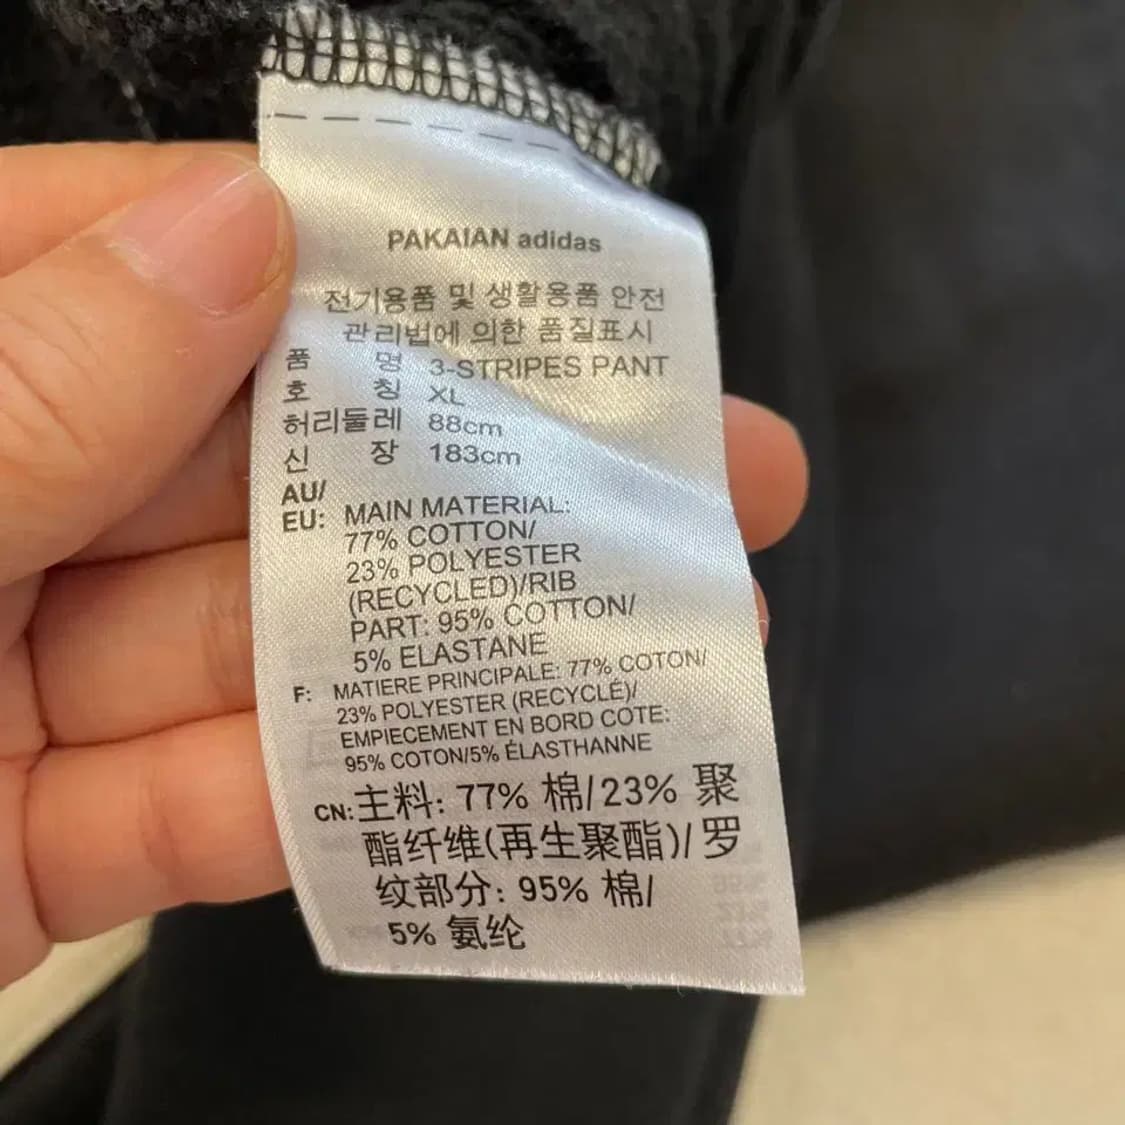 PAKAIAN adidas
전기용품 및 생활용품 안전
관리법에 의한 품질표시
품 명 3-STRIPES PANT
호 칭 XL
허리둘레 88cm
신 장 183cm
AU/
EU: MAIN MATERIAL:
77% COTTON/
23% POLYESTER
(RECYCLED)/RIB
PART: 95% COTTON/
5% ELASTANE
F: MATIERE PRINCIPALE: 77% COTON/
23% POLYESTER (RECYCLÉ)/
EMPIECEMENT EN BORD COTE:
95% COTON/5% ÉLASTHANNE
CN: 主料: 77% 棉/23% 聚
酯纤维(再生聚酯)/罗
纹部分: 95% 棉/
5% 氨纶